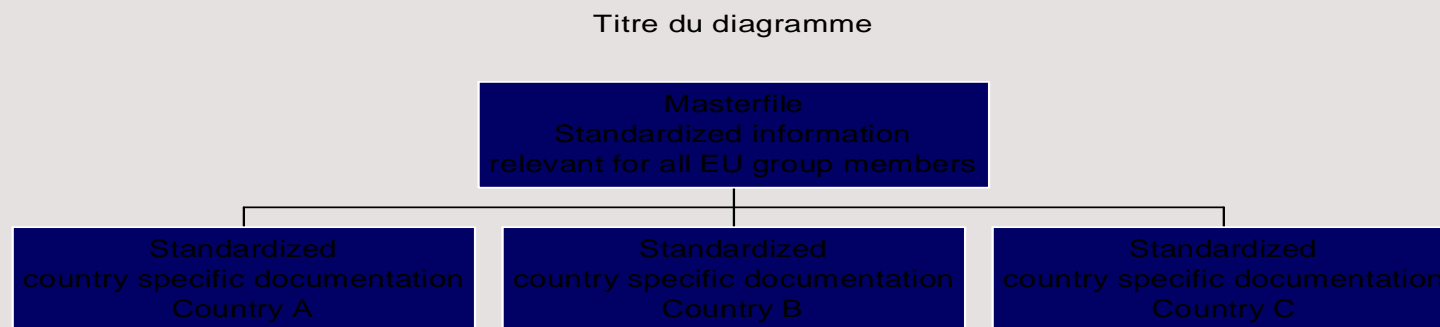 Titre du diagramme
Masterfile
Standardized information
relevant for all EU group members
Standardized
country specific documentation
Country A
Standardized
country specific documentation
Country B
Standardized
country specific documentation
Country C